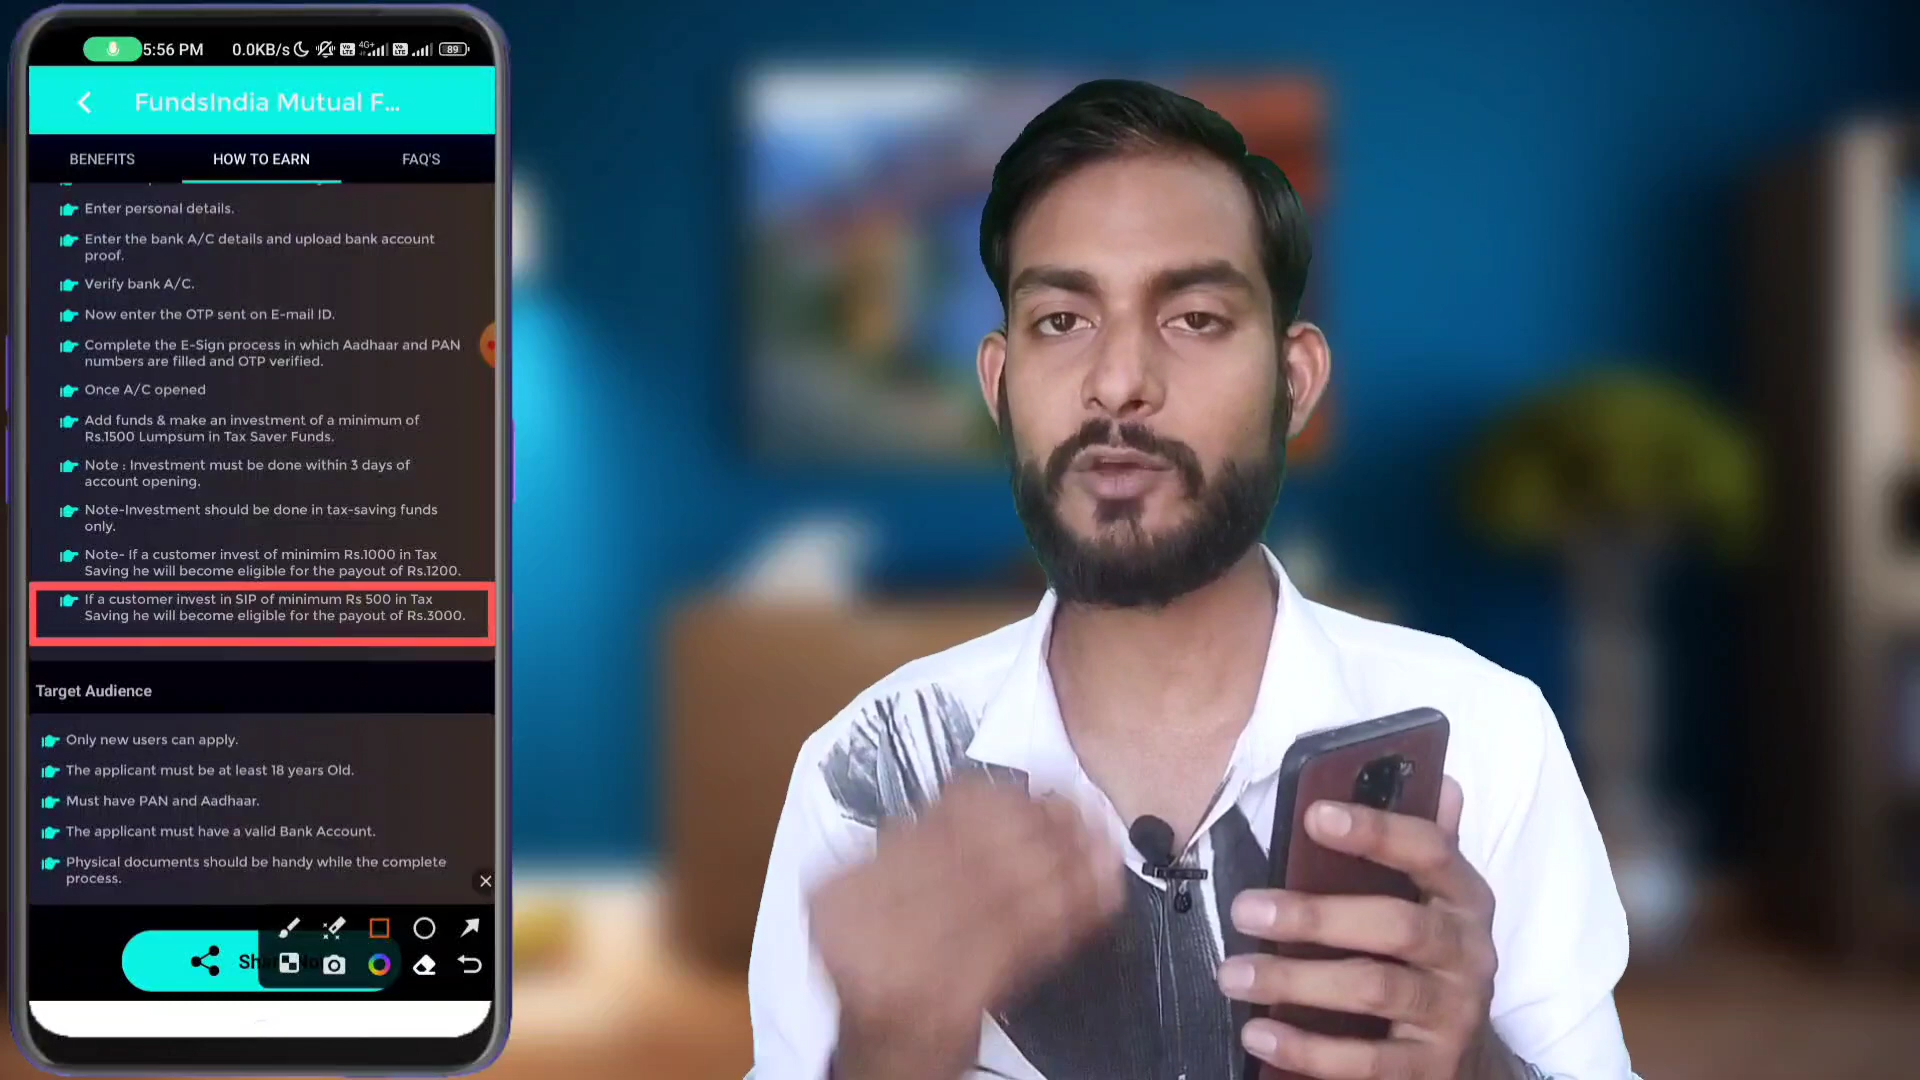 5:56 PM 0.0KB/s 4G+ Vo LTE Vo LTE 89
FundsIndia Mutual F...
BENEFITS HOW TO EARN FAQ'S
Enter personal details.
Enter the bank A/C details and upload bank account
proof.
Verify bank A/C.
Now enter the OTP sent on E-mail ID.
Complete the E-Sign process in which Aadhaar and PAN
numbers are filled and OTP verified.
Once A/C opened
Add funds & make an investment of a minimum of
Rs.1500 Lumpsum in Tax Saver Funds.
Note : Investment must be done within 3 days of
account opening.
Note-Investment should be done in tax-saving funds
only.
Note- If a customer invest of minimim Rs.1000 in Tax
Saving he will become eligible for the payout of Rs.1200.
If a customer invest in SIP of minimum Rs 500 in Tax
Saving he will become eligible for the payout of Rs.3000.
Target Audience
Only new users can apply.
The applicant must be at least 18 years Old.
Must have PAN and Aadhaar.
The applicant must have a valid Bank Account.
Physical documents should be handy while the complete
process.